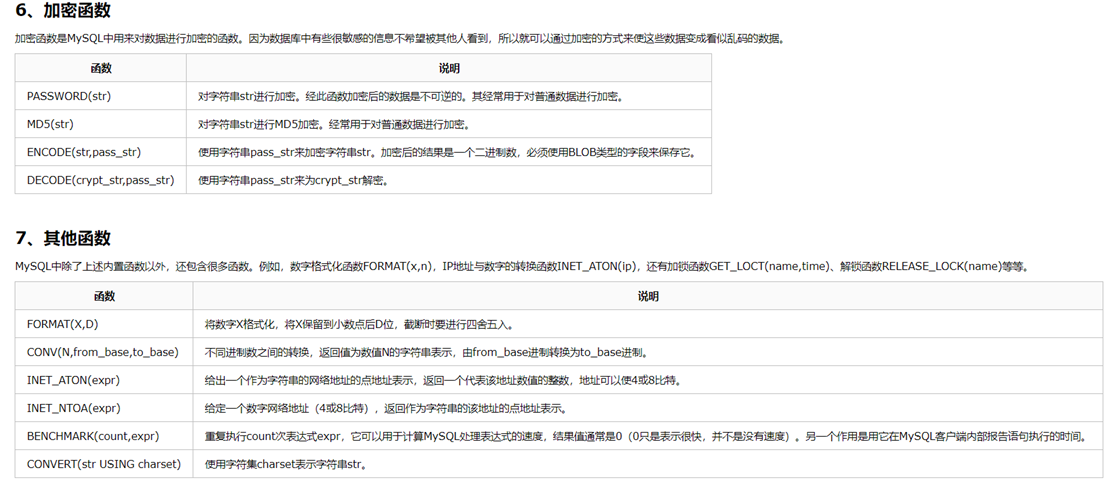 6、加密函数
加密函数是MySQL中用来对数据进行加密的函数。因为数据库中有些很敏感的信息不希望被其他人看到，所以就可以通过加密的方式来使这些数据变成看似乱码的数据。
函数 说明
PASSWORD(str) 对字符串str进行加密。经此函数加密后的数据是不可逆的。其经常用于对普通数据进行加密。
MD5(str) 对字符串str进行MD5加密。经常用于对普通数据进行加密。
ENCODE(str,pass_str) 使用字符串pass_str来加密字符串str。加密后的结果是一个二进制数，必须使用BLOB类型的字段来保存它。
DECODE(crypt_str,pass_str) 使用字符串pass_str来为crypt_str解密。
7、其他函数
MySQL中除了上述内置函数以外，还包含很多函数。例如，数字格式化函数FORMAT(x,n)，IP地址与数字的转换函数INET_ATON(ip)，还有加锁函数GET_LOCT(name,time)、解锁函数RELEASE_LOCK(name)等等。
函数 说明
FORMAT(X,D) 将数字X格式化，将X保留到小数点后D位，截断时要进行四舍五入。
CONV(N,from_base,to_base) 不同进制数之间的转换，返回值为数值N的字符串表示，由from_base进制转换为to_base进制。
INET_ATON(expr) 给出一个作为字符串的网络地址的点地址表示，返回一个代表该地址数值的整数，地址可以使4或8比特。
INET_NTOA(expr) 给定一个数字网络地址（4或8比特），返回作为字符串的该地址的点地址表示。
BENCHMARK(count,expr) 重复执行count次表达式expr，它可以用于计算MySQL处理表达式的速度，结果值通常是0（0只是表示很快，并不是没有速度）。另一个作用是用它在MySQL客户端内部报告语句执行的时间。
CONVERT(str USING charset) 使用字符集charset表示字符串str。